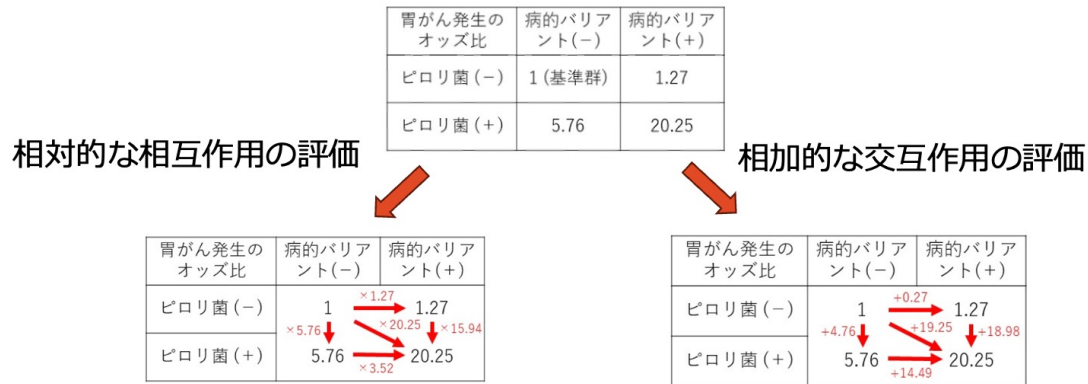 胃がん発生の 病的バリア 病的バリア
オッズ比 ント(−) ント(+)
ピロリ菌(−) 1 (基準群) 1.27
ピロリ菌(+) 5.76 20.25
相対的な相互作用の評価
相加的な交互作用の評価
胃がん発生の 病的バリア 病的バリア
オッズ比 ント(−) ント(+)
×1.27
ピロリ菌(−) 1 1.27
×5.76 ×20.25 ×15.94
ピロリ菌(+) 5.76 20.25
×3.52
胃がん発生の 病的バリア 病的バリア
オッズ比 ント(−) ント(+)
+0.27
ピロリ菌(−) 1 1.27
+4.76 +19.25 +18.98
ピロリ菌(+) 5.76 20.25
+14.49